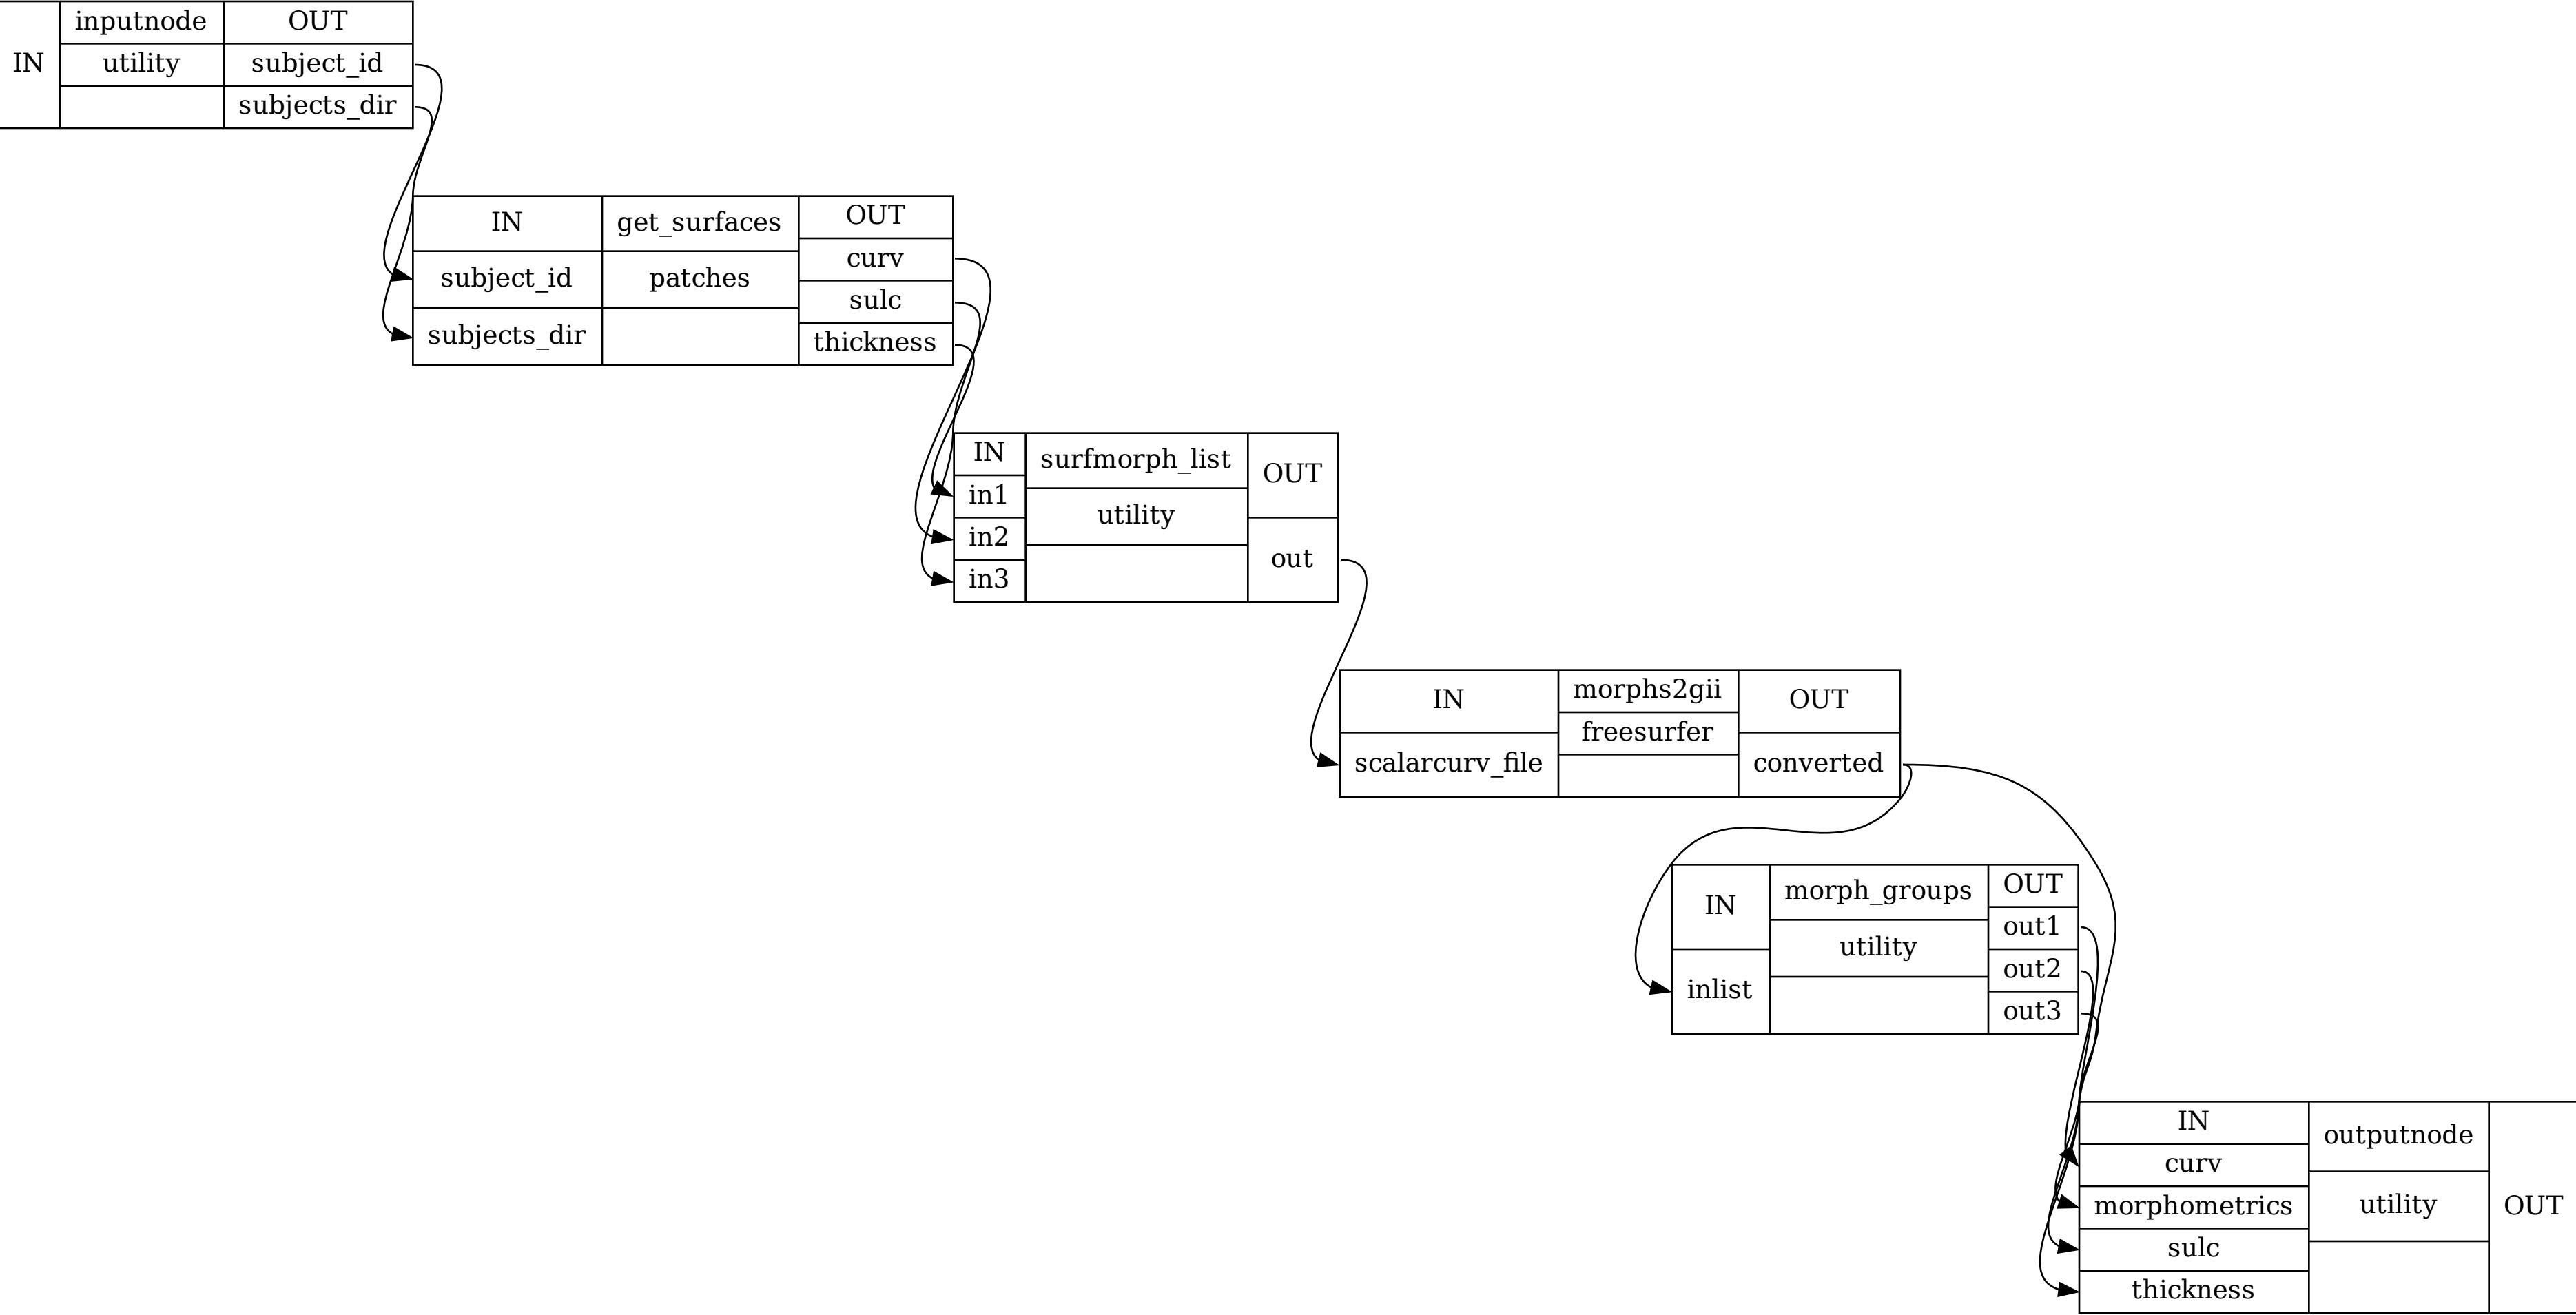 IN
inputnode
utility
OUT
subject_id
subjects_dir
IN
subject_id
subjects_dir
get_surfaces
patches
OUT
curv
sulc
thickness
IN
in1
in2
in3
surfmorph_list
utility
OUT
out
IN
scalarcurv_file
morphs2gii
freesurfer
OUT
converted
IN
inlist
morph_groups
utility
OUT
out1
out2
out3
IN
curv
morphometrics
sulc
thickness
outputnode
utility
OUT